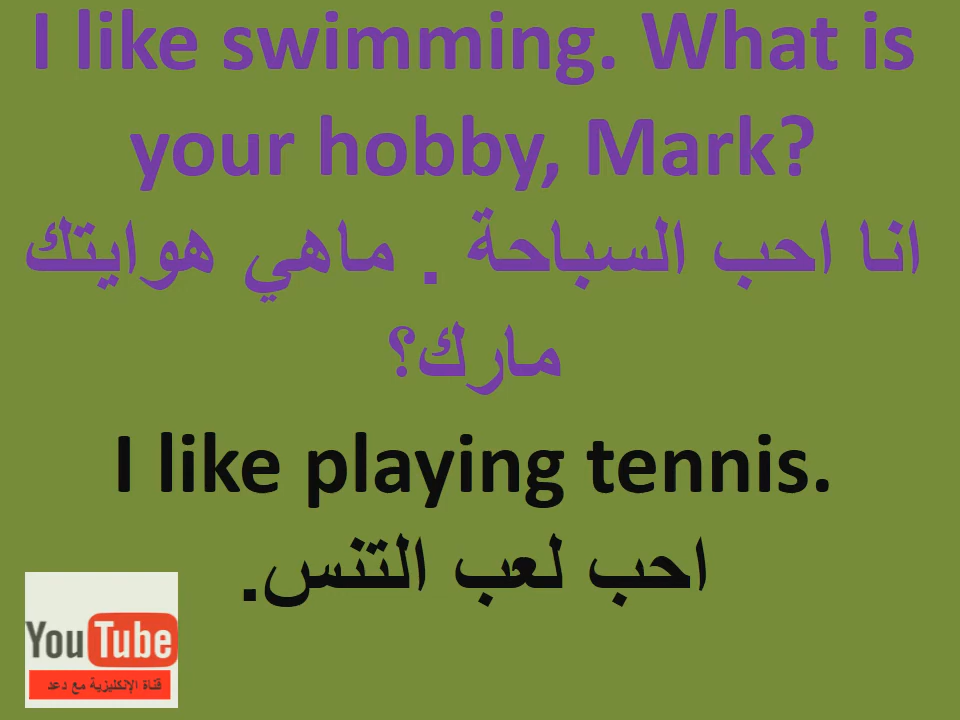 I like swimming. What is
your hobby, Mark?
انا احب السباحة . ماهي هوايتك
مارك؟
I like playing tennis.
احب لعب التنس.
YouTube
قناة الإنكليزية مع دعد